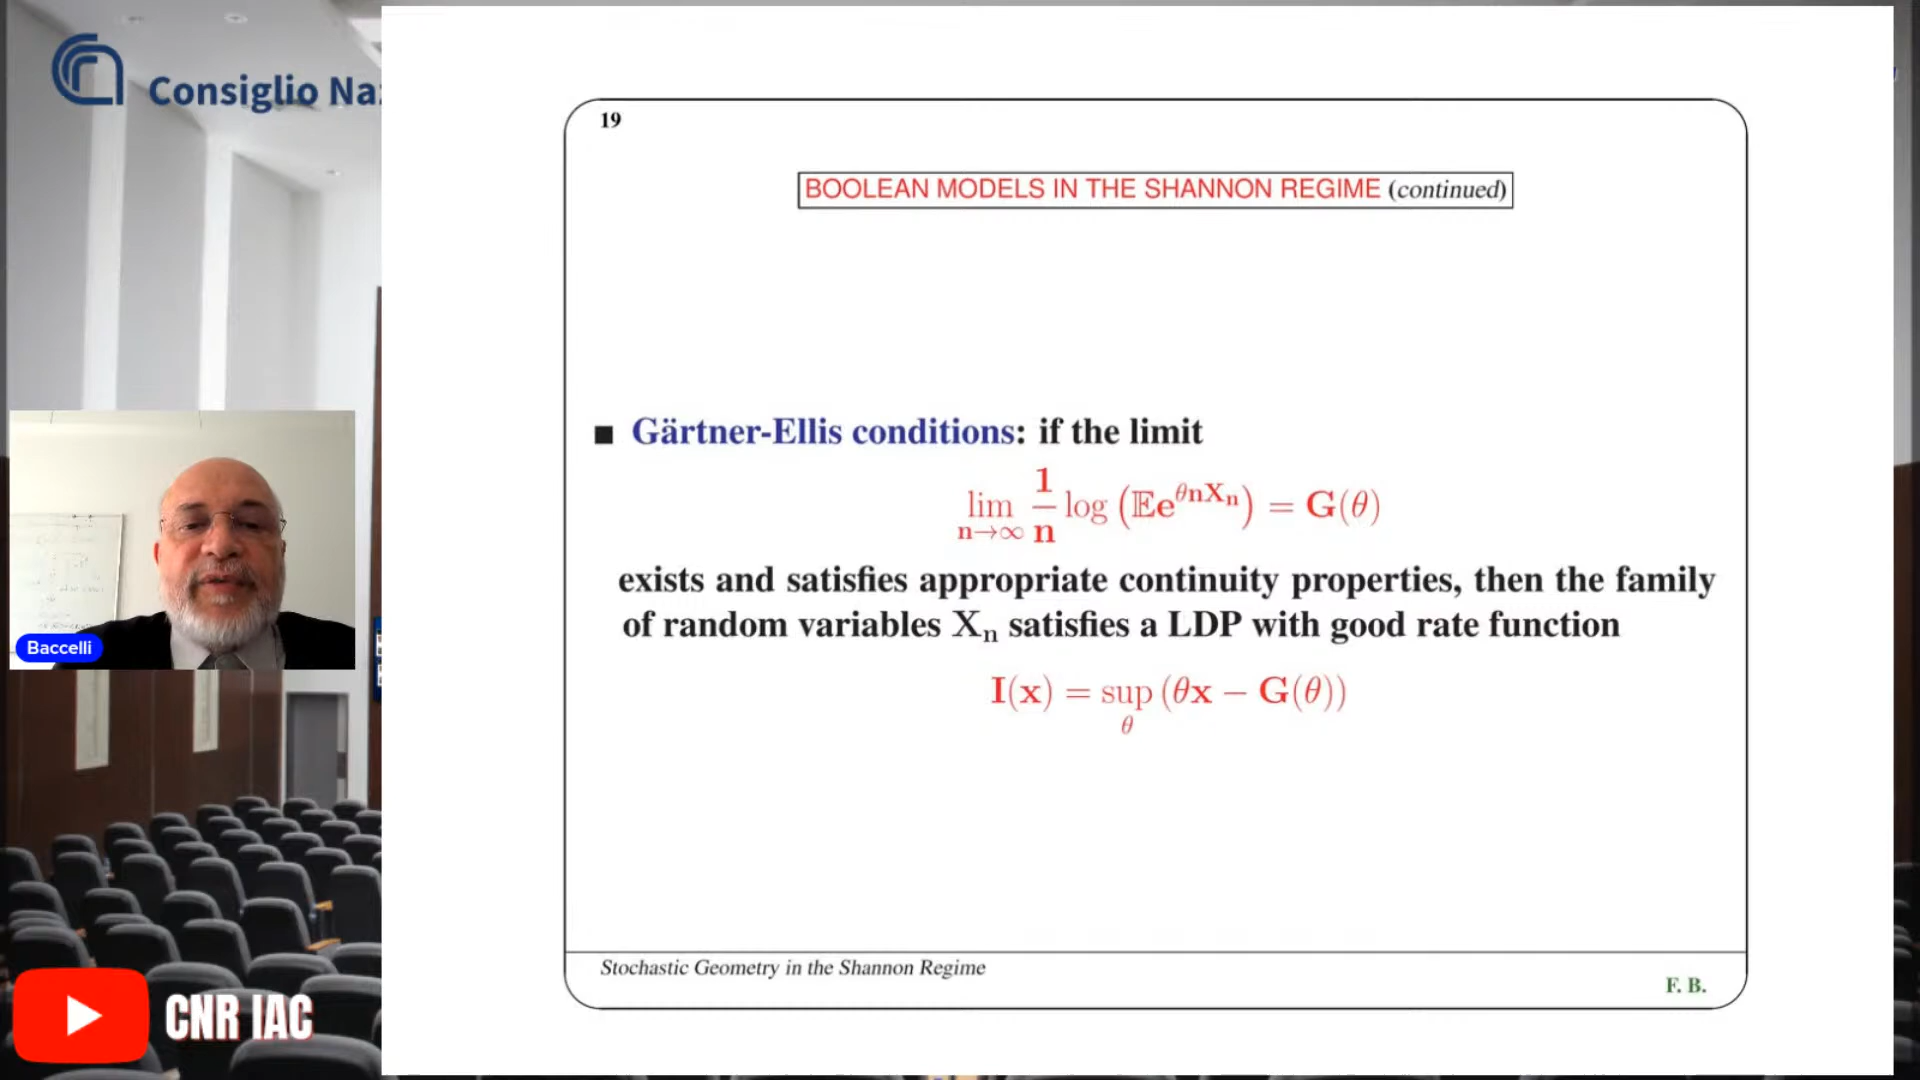 Consiglio Na
19
BOOLEAN MODELS IN THE SHANNON REGIME (continued)
■ Gärtner-Ellis conditions: if the limit
lim_{n→∞} 1/n log (𝔼e^{θnX_n}) = G(θ)
exists and satisfies appropriate continuity properties, then the family
of random variables X_n satisfies a LDP with good rate function
I(x) = sup_θ (θx − G(θ))
Baccelli
Stochastic Geometry in the Shannon Regime
F. B.
CNR IAC